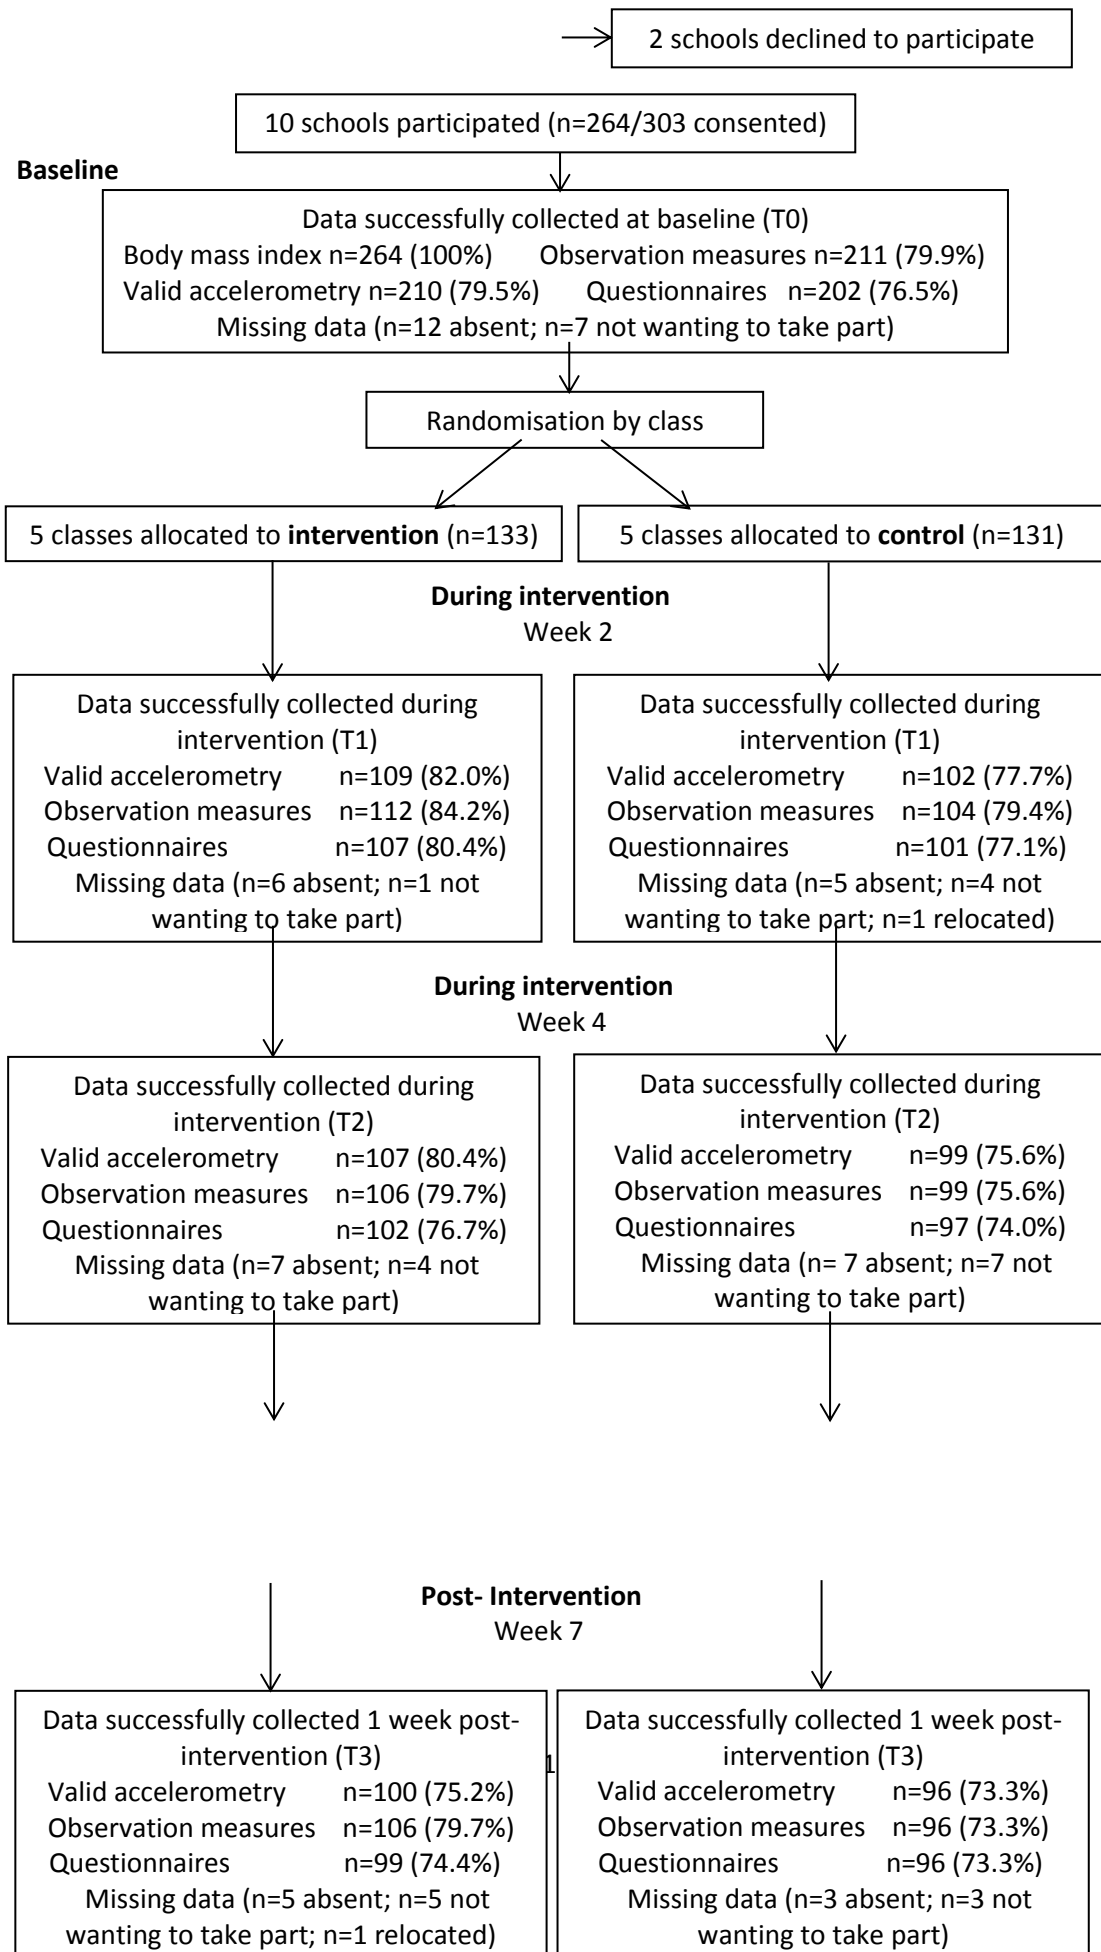 2 schools declined to participate
10 schools participated (n=264/303 consented)
Baseline
Data successfully collected at baseline (T0)
Body mass index n=264 (100%) Observation measures n=211 (79.9%)
Valid accelerometry n=210 (79.5%) Questionnaires n=202 (76.5%)
Missing data (n=12 absent; n=7 not wanting to take part)
Randomisation by class
5 classes allocated to intervention (n=133)
5 classes allocated to control (n=131)
During intervention
Week 2
Data successfully collected during
intervention (T1)
Valid accelerometry n=109 (82.0%)
Observation measures n=112 (84.2%)
Questionnaires n=107 (80.4%)
Missing data (n=6 absent; n=1 not
wanting to take part)
Data successfully collected during
intervention (T1)
Valid accelerometry n=102 (77.7%)
Observation measures n=104 (79.4%)
Questionnaires n=101 (77.1%)
Missing data (n=5 absent; n=4 not
wanting to take part; n=1 relocated)
During intervention
Week 4
Data successfully collected during
intervention (T2)
Valid accelerometry n=107 (80.4%)
Observation measures n=106 (79.7%)
Questionnaires n=102 (76.7%)
Missing data (n=7 absent; n=4 not
wanting to take part)
Data successfully collected during
intervention (T2)
Valid accelerometry n=99 (75.6%)
Observation measures n=99 (75.6%)
Questionnaires n=97 (74.0%)
Missing data (n= 7 absent; n=7 not
wanting to take part)
Post- Intervention
Week 7
Data successfully collected 1 week post-
intervention (T3)
Valid accelerometry n=100 (75.2%)
Observation measures n=106 (79.7%)
Questionnaires n=99 (74.4%)
Missing data (n=5 absent; n=5 not
wanting to take part; n=1 relocated)
1
Data successfully collected 1 week post-
intervention (T3)
Valid accelerometry n=96 (73.3%)
Observation measures n=96 (73.3%)
Questionnaires n=96 (73.3%)
Missing data (n=3 absent; n=3 not
wanting to take part)